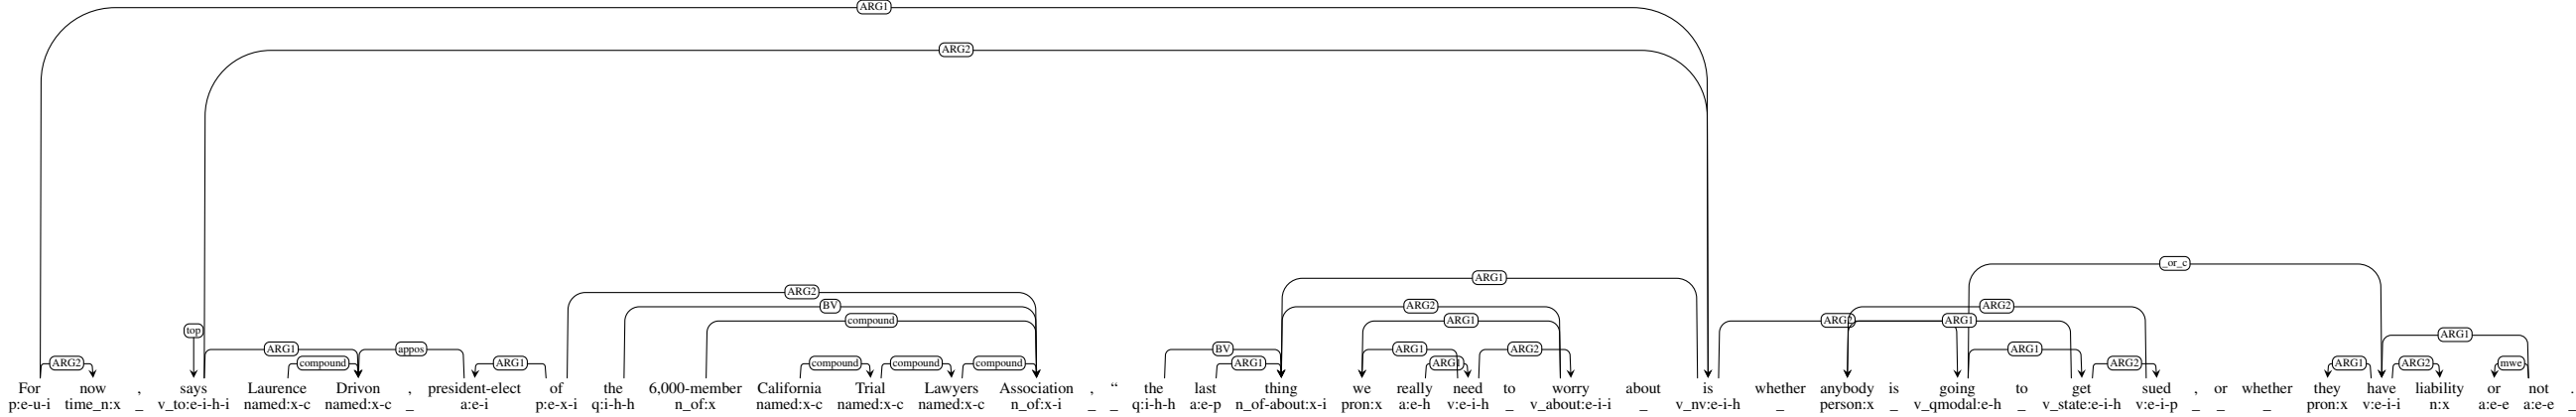 ARG1
ARG2
_or_c
ARG1
ARG2 BV ARG2 ARG2
compound ARG1 ARG2 ARG1
top ARG1
ARG1 appos BV ARG1 ARG2 ARG1
ARG2 compound ARG1 compound compound compound ARG1 ARG1 ARG2 ARG1 ARG2 mwe
For now , says Laurence Drivon , president-elect of the 6,000-member California Trial Lawyers Association , “ the last thing we really need to worry about is whether anybody is going to get sued , or whether they have liability or not .
p:e-u-i time_n:x _ v_to:e-i-h-i named:x-c named:x-c _ a:e-i p:e-x-i q:i-h-h n_of:x named:x-c named:x-c named:x-c n_of:x-i _ _ q:i-h-h a:e-p n_of-about:x-i pron:x a:e-h v:e-i-h _ v_about:e-i-i _ v_nv:e-i-h _ person:x _ v_qmodal:e-h _ v_state:e-i-h v:e-i-p _ _ _ pron:x v:e-i-i n:x a:e-e a:e-e _